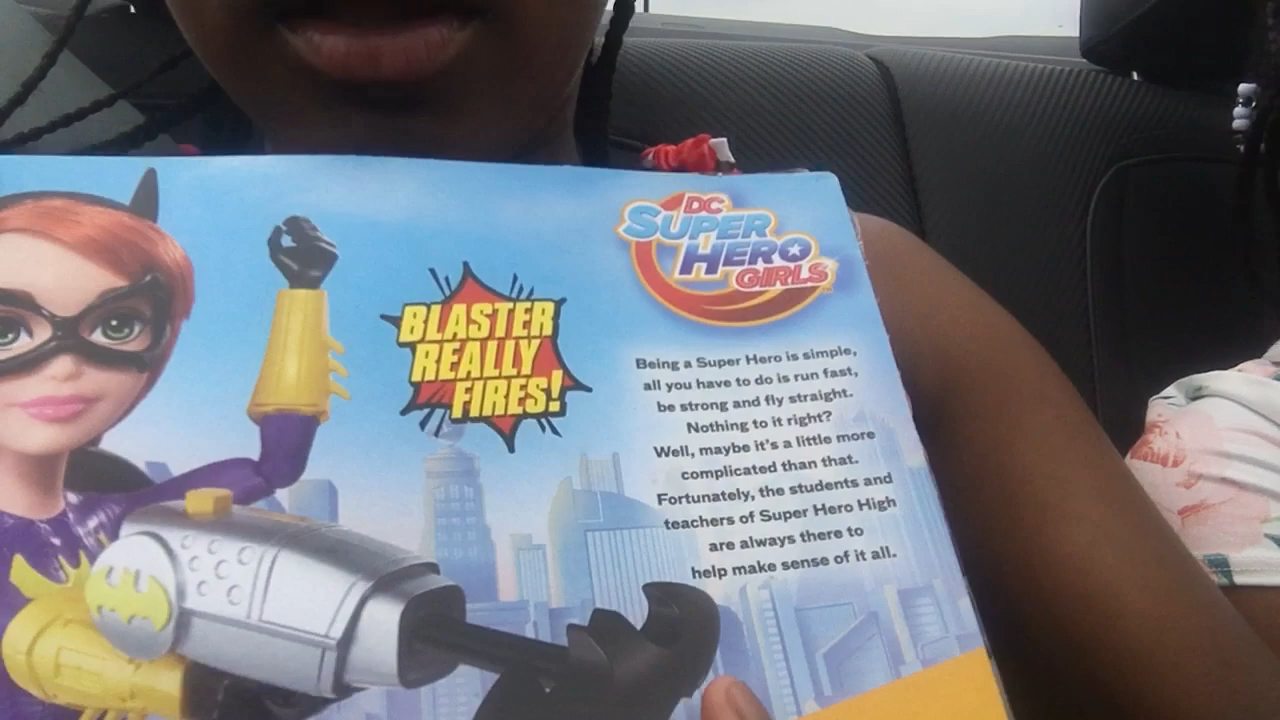 DC
SUPER
HERO
GIRLS
BLASTER
REALLY
FIRES!
Being a Super Hero is simple,
all you have to do is run fast,
be strong and fly straight.
Nothing to it right?
Well, maybe it's a little more
complicated than that.
Fortunately, the students and
teachers of Super Hero High
are always there to
help make sense of it all.